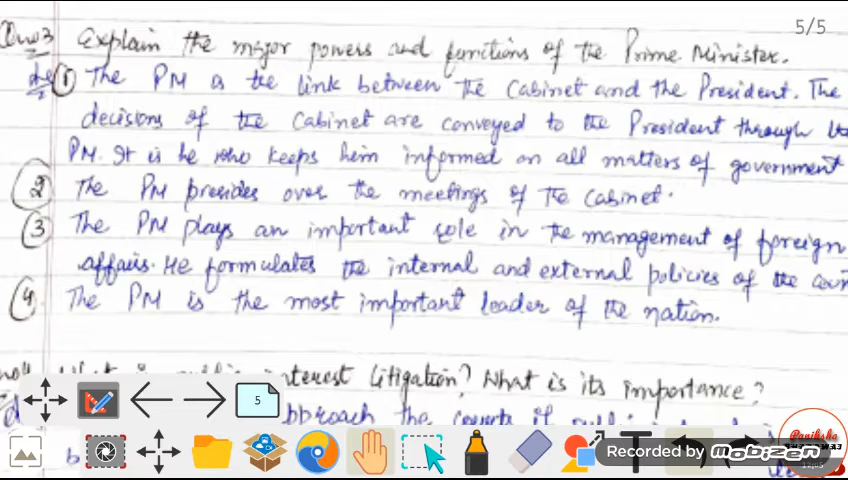 5/5
Ques 3 Explain the major powers and functions of the Prime Minister.
Ans 1 The PM is the link between the Cabinet and the President. The
decisions of the Cabinet are conveyed to the President through
PM. It is he who keeps him informed on all matters of government
2 The PM presides over the meetings of the Cabinet.
3 The PM plays an important role in the management of foreign
affairs. He formulates the internal and external policies of the
4 The PM is the most important leader of the nation.
interest litigation? What is its importance?
5
approach the courts if
Paniksha
b
T
Recorded by
MOBIZEN